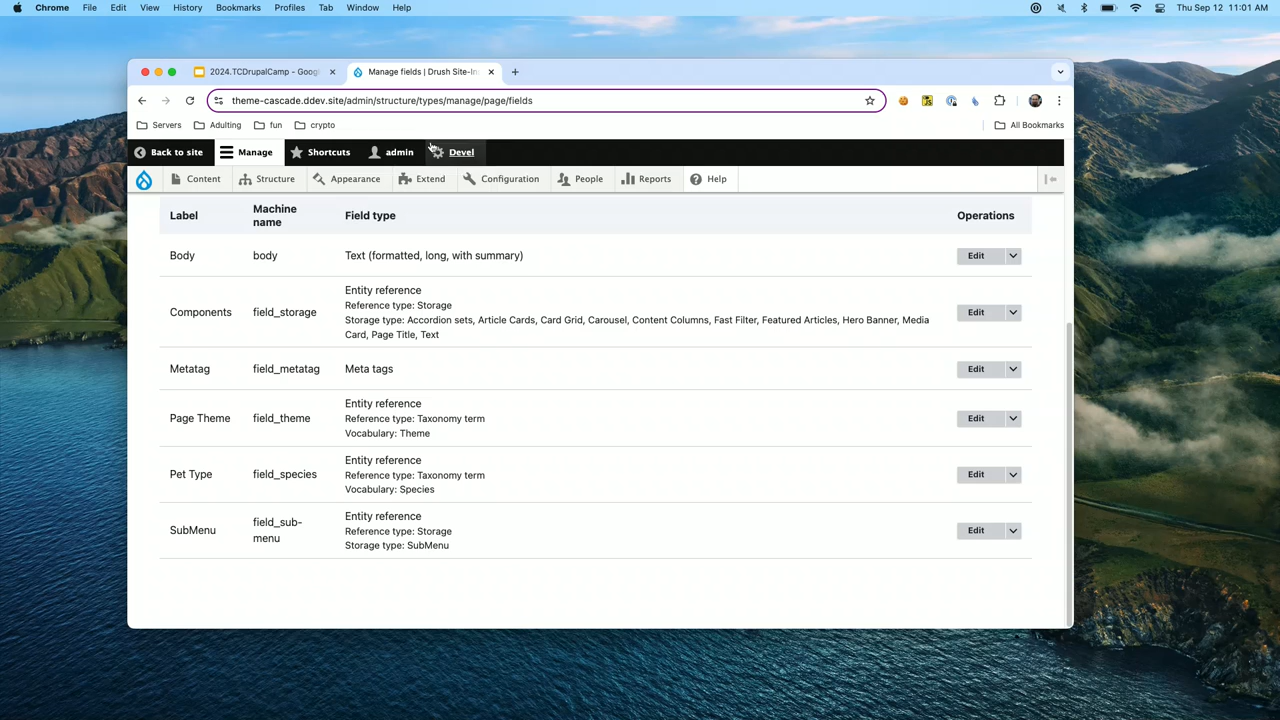 Chrome File Edit View History Bookmarks Profiles Tab Window Help Thu Sep 12 11:01 AM
2024.TCDrupalCamp - Goog Manage fields | Drush Site-In
theme-cascade.ddev.site/admin/structure/types/manage/page/fields
Servers Adulting fun crypto All Bookmarks
Back to site Manage Shortcuts admin Devel
Content Structure Appearance Extend Configuration People Reports Help
Label Machine name Field type Operations
Body body Text (formatted, long, with summary) Edit
Components field_storage Entity reference Edit
Reference type: Storage
Storage type: Accordion sets, Article Cards, Card Grid, Carousel, Content Columns, Fast Filter, Featured Articles, Hero Banner, Media
Card, Page Title, Text
Metatag field_metatag Meta tags Edit
Page Theme field_theme Entity reference Edit
Reference type: Taxonomy term
Vocabulary: Theme
Pet Type field_species Entity reference Edit
Reference type: Taxonomy term
Vocabulary: Species
SubMenu field_sub-
menu Entity reference Edit
Reference type: Storage
Storage type: SubMenu